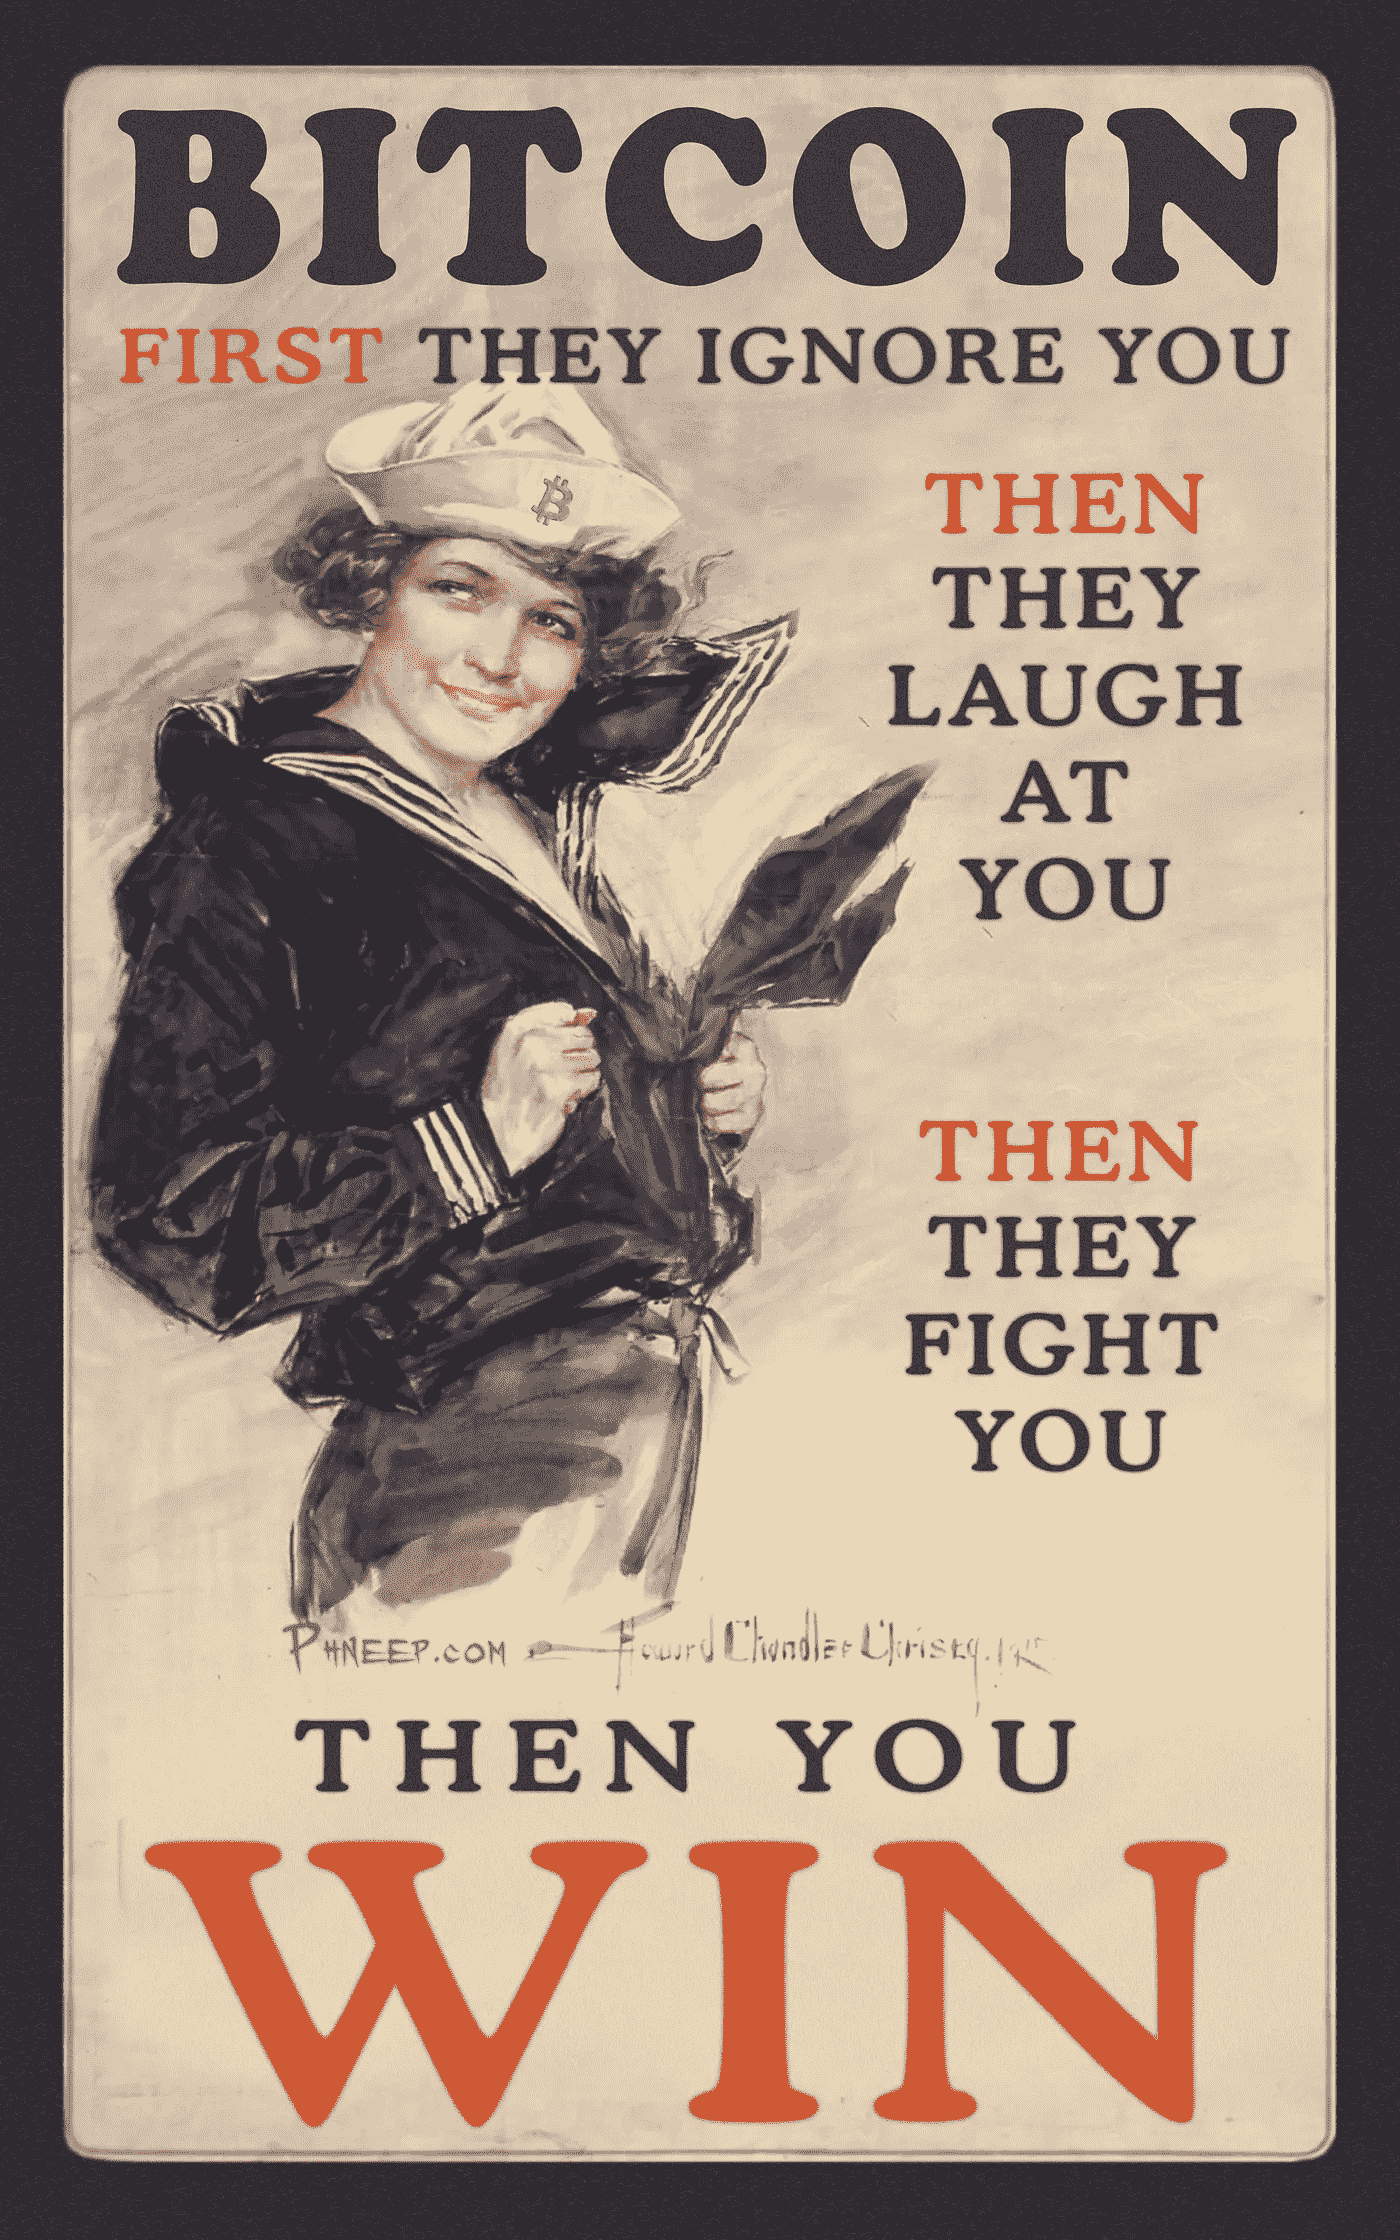 BITCOIN
FIRST THEY IGNORE YOU
THEN
THEY
LAUGH
AT
YOU
THEN
THEY
FIGHT
YOU
PHNEEP.COM Howard Chandler Christy.
THEN YOU
WIN